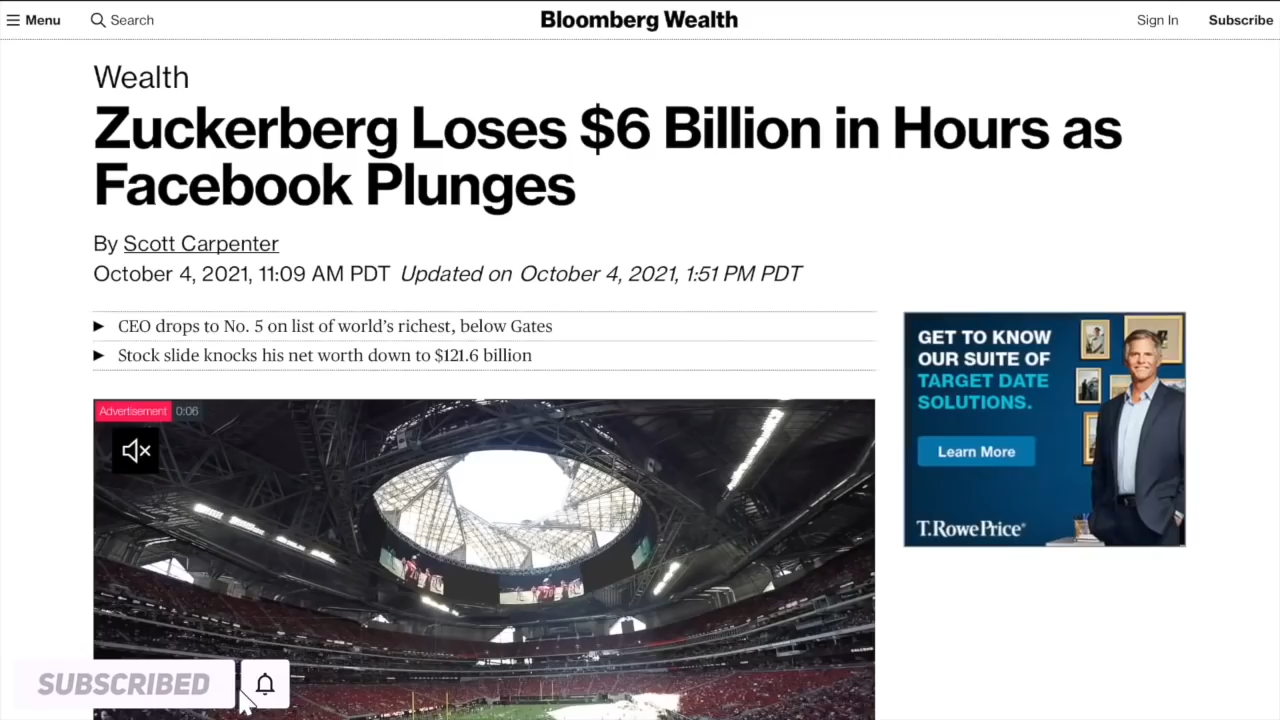 Menu
Search
Bloomberg Wealth
Sign In
Subscribe
Wealth
Zuckerberg Loses $6 Billion in Hours as
Facebook Plunges
By Scott Carpenter
October 4, 2021, 11:09 AM PDT Updated on October 4, 2021, 1:51 PM PDT
CEO drops to No. 5 on list of world's richest, below Gates
Stock slide knocks his net worth down to $121.6 billion
GET TO KNOW
OUR SUITE OF
TARGET DATE
SOLUTIONS.
Learn More
T.RowePrice®
Advertisement 0:06
SUBSCRIBED